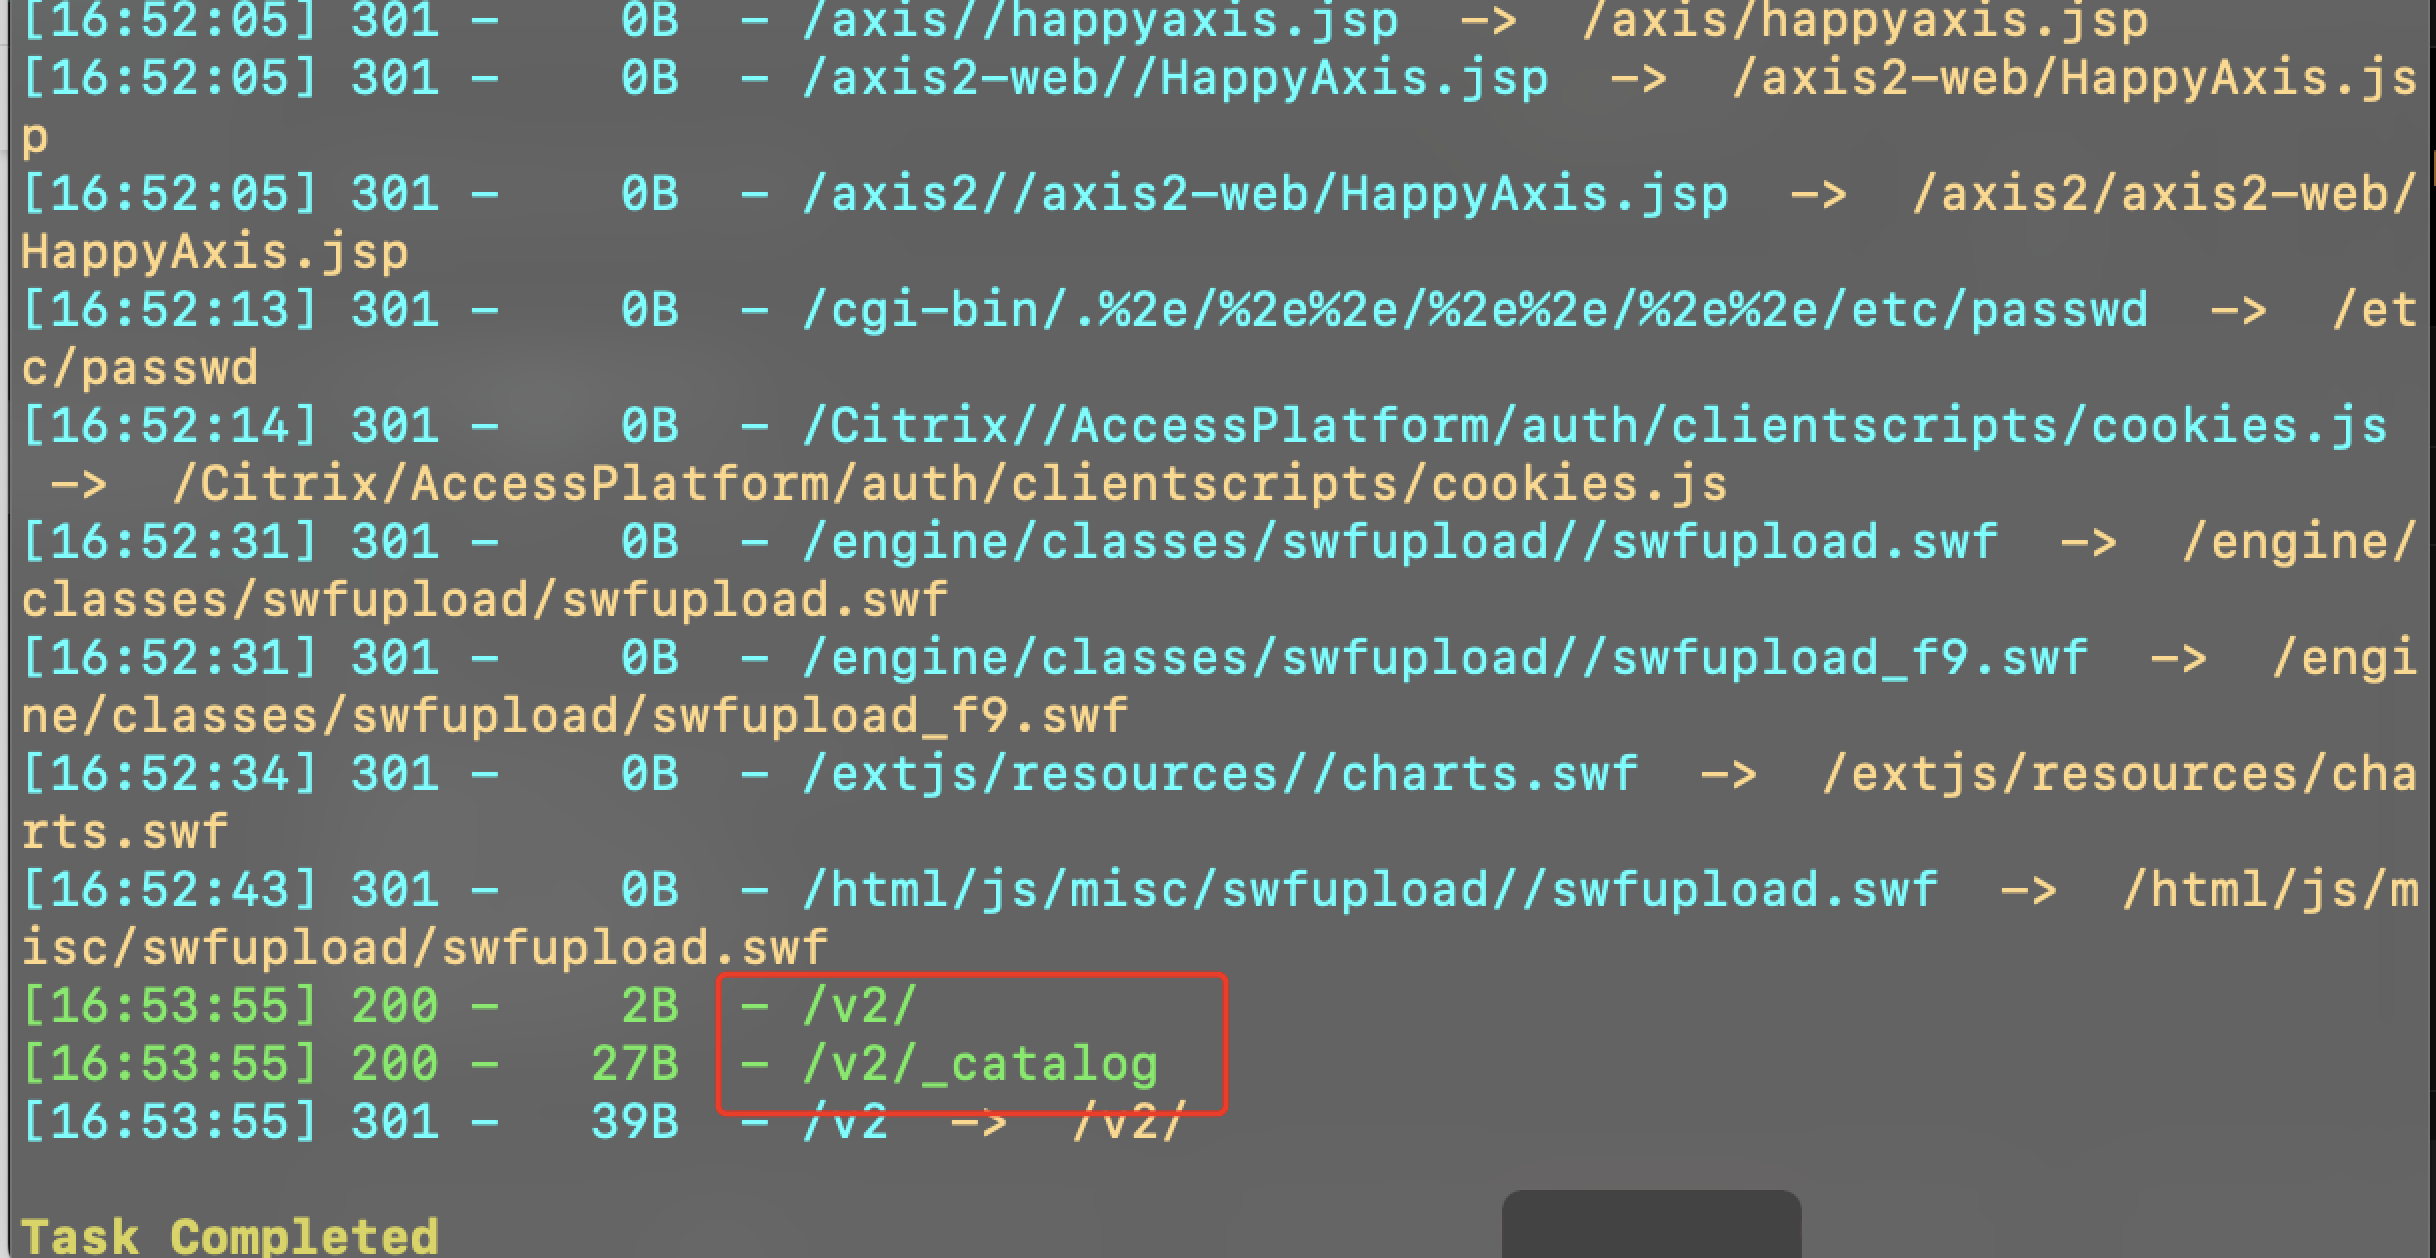 [16:52:05] 301 -     0B  - /axis//happyaxis.jsp  ->  /axis/happyaxis.jsp
[16:52:05] 301 -     0B  - /axis2-web//HappyAxis.jsp  ->  /axis2-web/HappyAxis.js
p
[16:52:05] 301 -     0B  - /axis2//axis2-web/HappyAxis.jsp  ->  /axis2/axis2-web/
HappyAxis.jsp
[16:52:13] 301 -     0B  - /cgi-bin/.%2e/%2e%2e/%2e%2e/%2e%2e/etc/passwd  ->  /et
c/passwd
[16:52:14] 301 -     0B  - /Citrix//AccessPlatform/auth/clientscripts/cookies.js
 ->  /Citrix/AccessPlatform/auth/clientscripts/cookies.js
[16:52:31] 301 -     0B  - /engine/classes/swfupload//swfupload.swf  ->  /engine/
classes/swfupload/swfupload.swf
[16:52:31] 301 -     0B  - /engine/classes/swfupload//swfupload_f9.swf  ->  /engi
ne/classes/swfupload/swfupload_f9.swf
[16:52:34] 301 -     0B  - /extjs/resources//charts.swf  ->  /extjs/resources/cha
rts.swf
[16:52:43] 301 -     0B  - /html/js/misc/swfupload//swfupload.swf  ->  /html/js/m
isc/swfupload/swfupload.swf
[16:53:55] 200 -     2B  - /v2/
[16:53:55] 200 -    27B  - /v2/_catalog
[16:53:55] 301 -    39B  - /v2  ->  /v2/
Task Completed